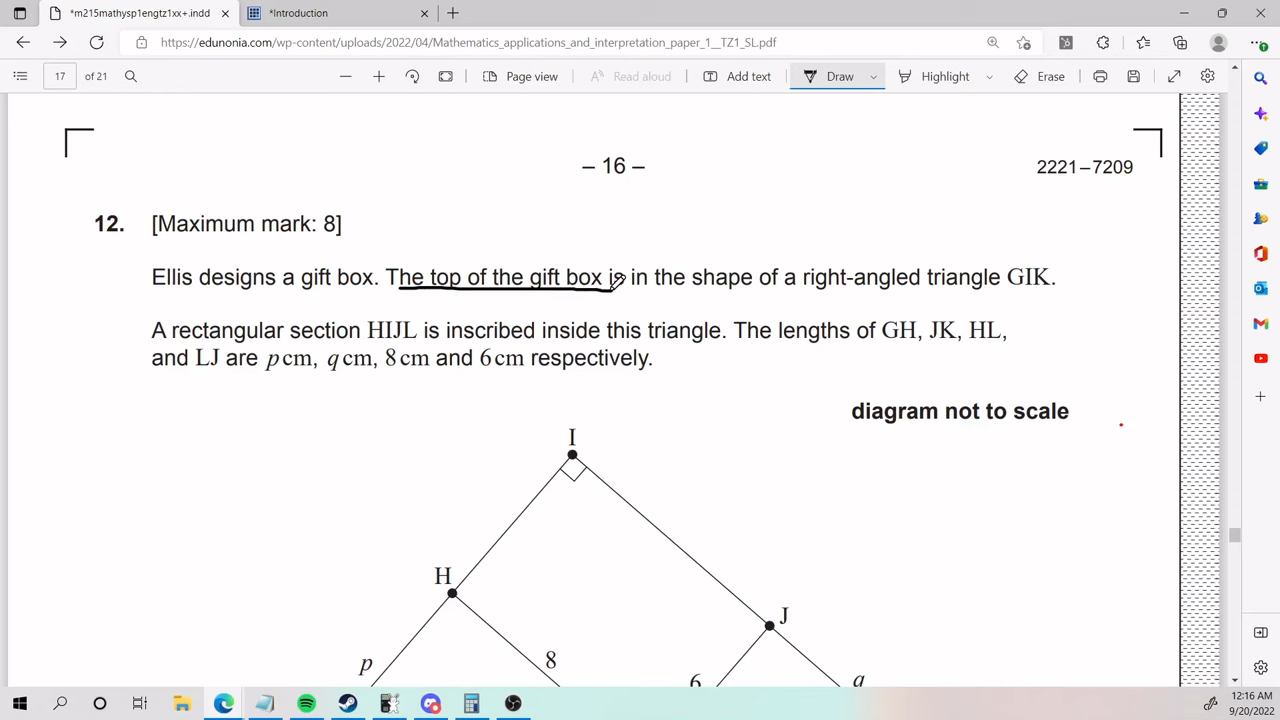 *m215mathysp1engtz1xx+.indd
*Introduction
https://edunonia.com/wp-content/uploads/2022/04/Mathematics_applications_and_interpretation_paper_1__TZ1_SL.pdf
17 of 21
Page view
Read aloud
Add text
Draw
Highlight
Erase
– 16 –
2221–7209
12. [Maximum mark: 8]
Ellis designs a gift box. The top of the gift box is in the shape of a right-angled triangle GIK.
A rectangular section HIJL is inscribed inside this triangle. The lengths of GH, JK, HL,
and LJ are p cm, q cm, 8 cm and 6 cm respectively.
diagram not to scale
I
H
J
p
8
6
q
12:16 AM
9/20/2022